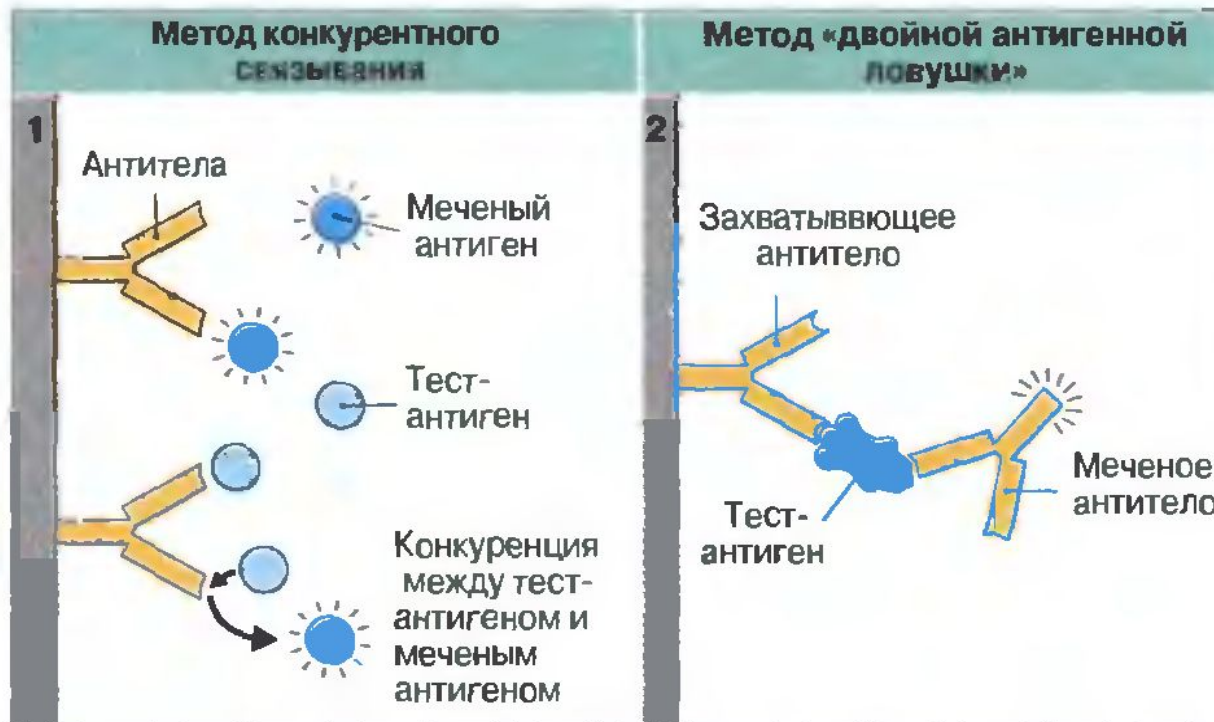 Метод конкурентного
связывания
Метод «двойной антигенной
ловушки»
1
Антитела
Меченый
антиген
Тест-
антиген
Конкуренция
между тест-
антигеном и
меченым
антигеном
2
Захватыввющее
антитело
Тест-
антиген
Меченое
антитело